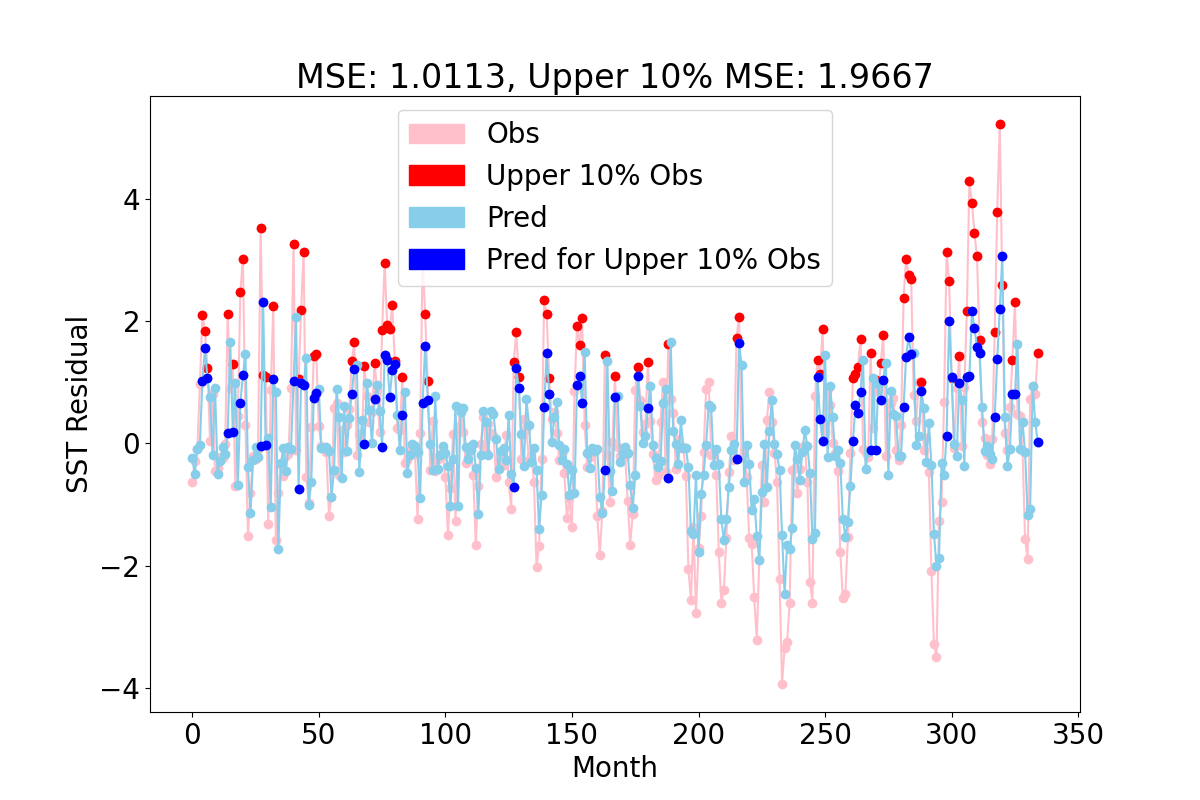 MSE: 1.0113, Upper 10% MSE: 1.9667
Obs
Upper 10% Obs
Pred
Pred for Upper 10% Obs
SST Residual
4
2
0
−2
−4
0 50 100 150 200 250 300 350
Month